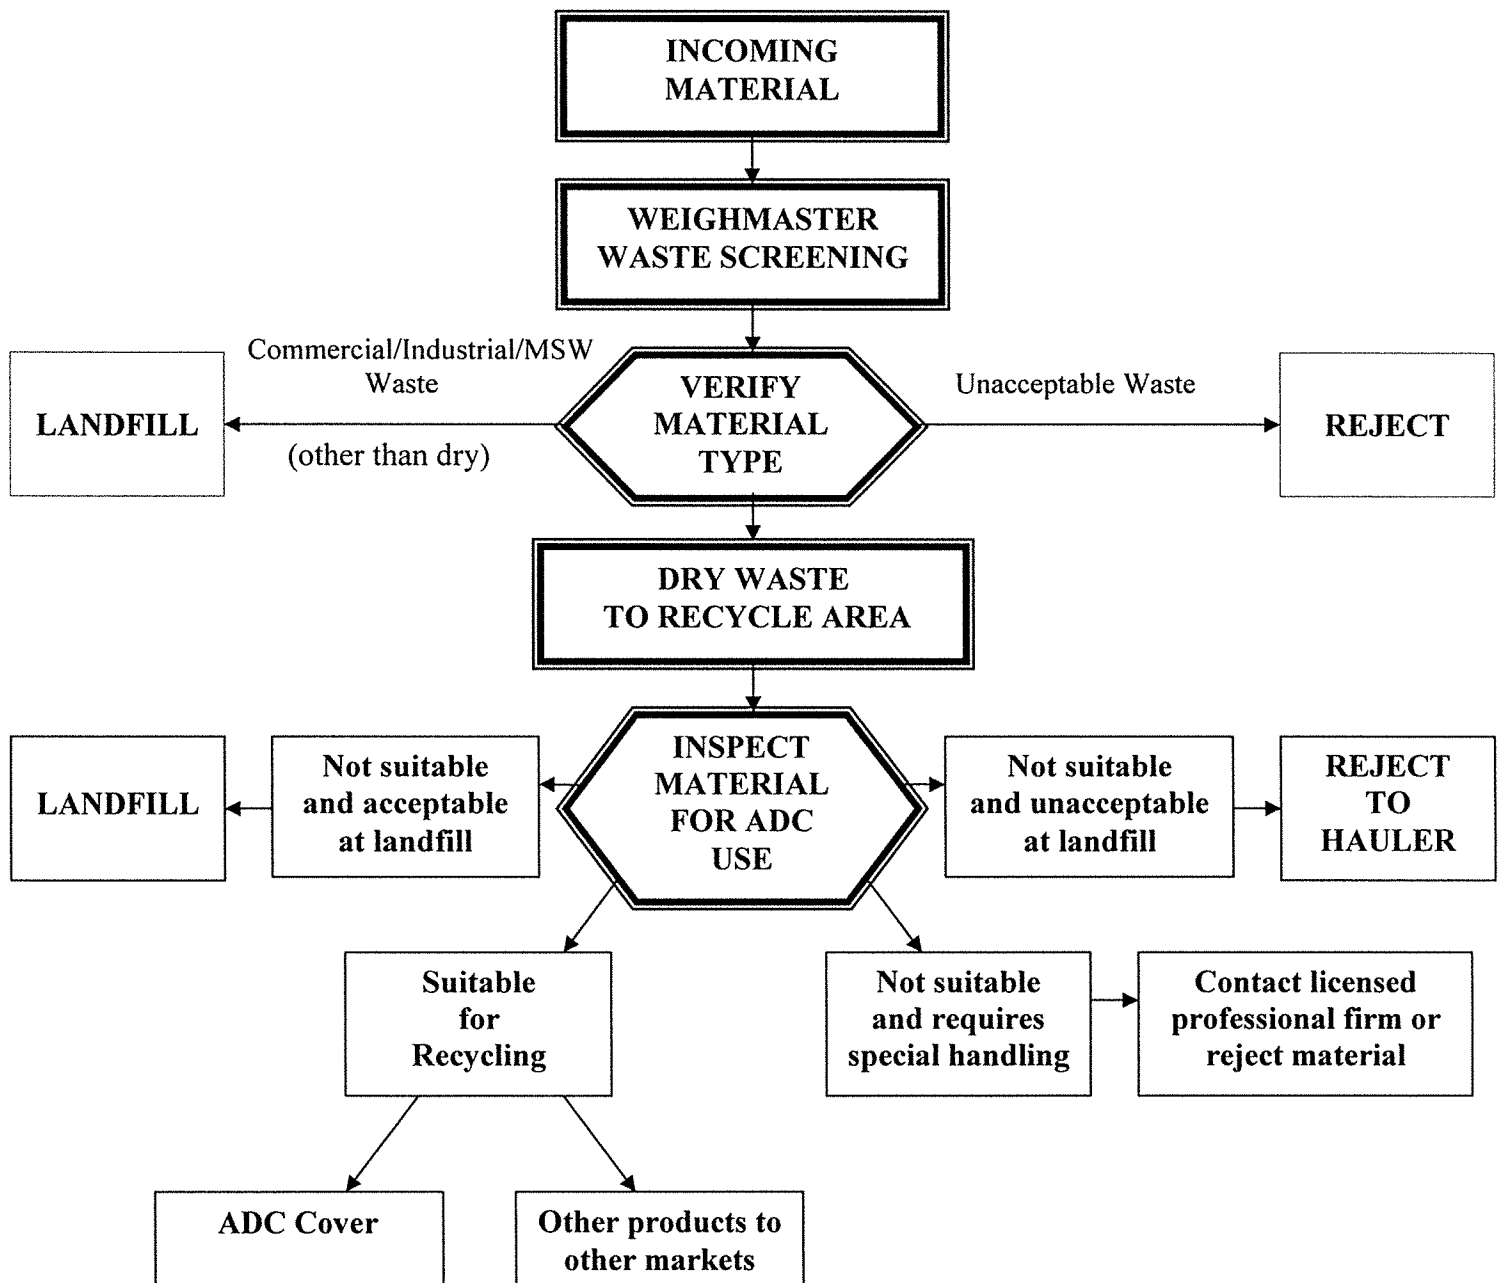 INCOMING
MATERIAL
WEIGHMASTER
WASTE SCREENING
Commercial/Industrial/MSW
Waste
(other than dry)
LANDFILL
VERIFY
MATERIAL
TYPE
Unacceptable Waste
REJECT
DRY WASTE
TO RECYCLE AREA
LANDFILL
Not suitable
and acceptable
at landfill
INSPECT
MATERIAL
FOR ADC
USE
Not suitable
and unacceptable
at landfill
REJECT
TO
HAULER
Suitable
for
Recycling
Not suitable
and requires
special handling
Contact licensed
professional firm or
reject material
ADC Cover
Other products to
other markets